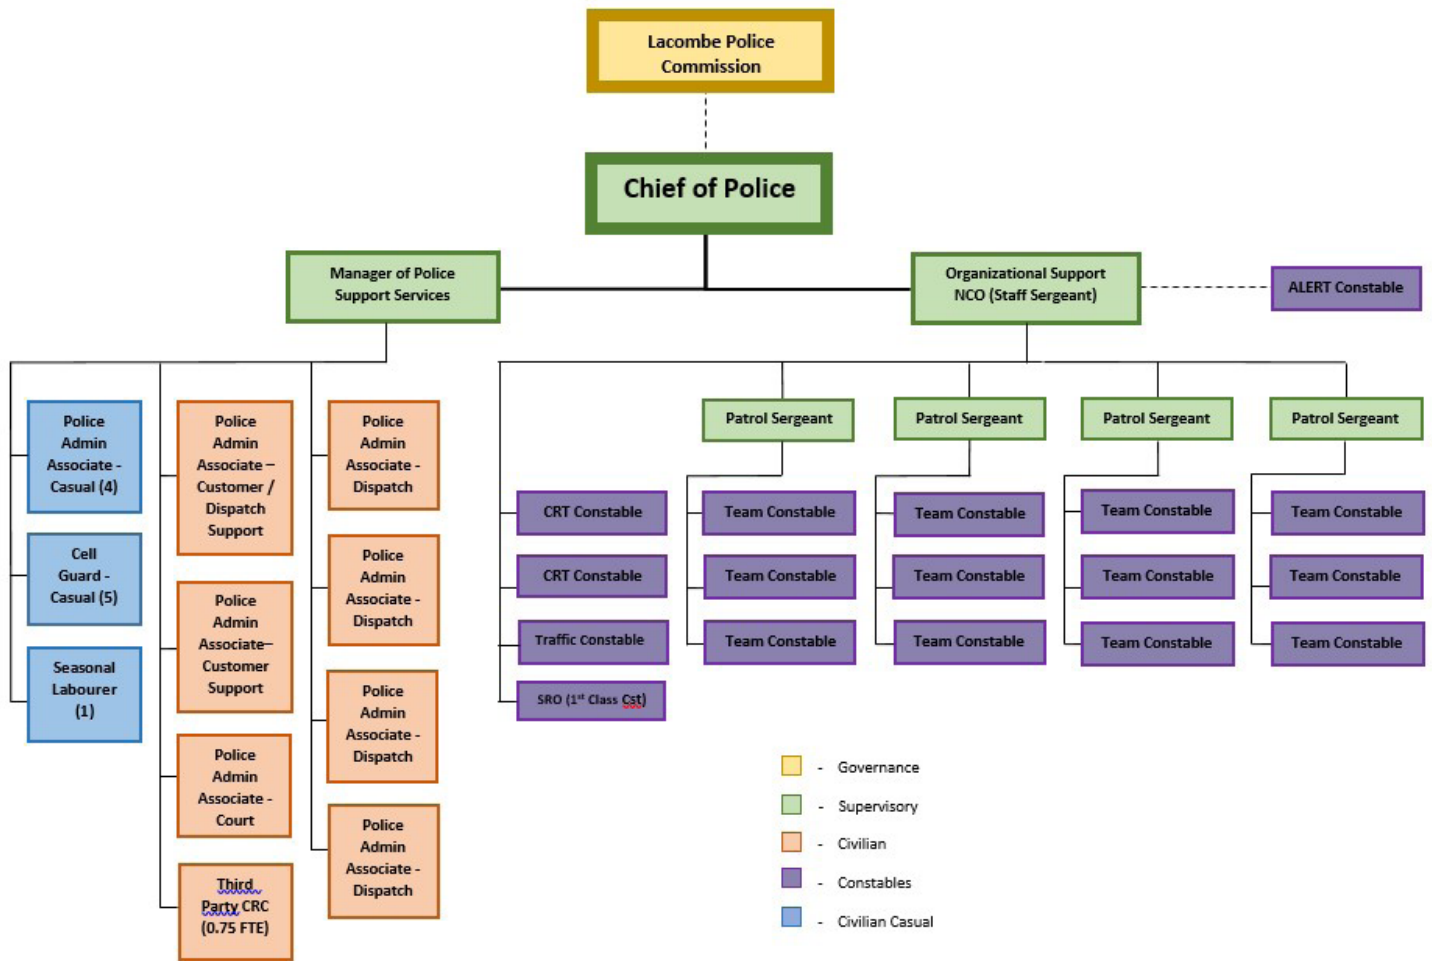 Lacombe Police
Commission
Chief of Police
Manager of Police
Support Services
Organizational Support
NCO (Staff Sergeant)
ALERT Constable
Police
Admin
Associate -
Casual (4)
Cell
Guard -
Casual (5)
Seasonal
Labourer
(1)
Police
Admin
Associate –
Customer /
Dispatch
Support
Police
Admin
Associate–
Customer
Support
Police
Admin
Associate -
Court
Third
Party CRC
(0.75 FTE)
Police
Admin
Associate -
Dispatch
Police
Admin
Associate -
Dispatch
Police
Admin
Associate -
Dispatch
Police
Admin
Associate -
Dispatch
CRT Constable
CRT Constable
Traffic Constable
SRO (1st Class Cst)
Patrol Sergeant
Team Constable
Team Constable
Team Constable
Patrol Sergeant
Team Constable
Team Constable
Team Constable
Patrol Sergeant
Team Constable
Team Constable
Team Constable
Patrol Sergeant
Team Constable
Team Constable
Team Constable
- Governance
- Supervisory
- Civilian
- Constables
- Civilian Casual